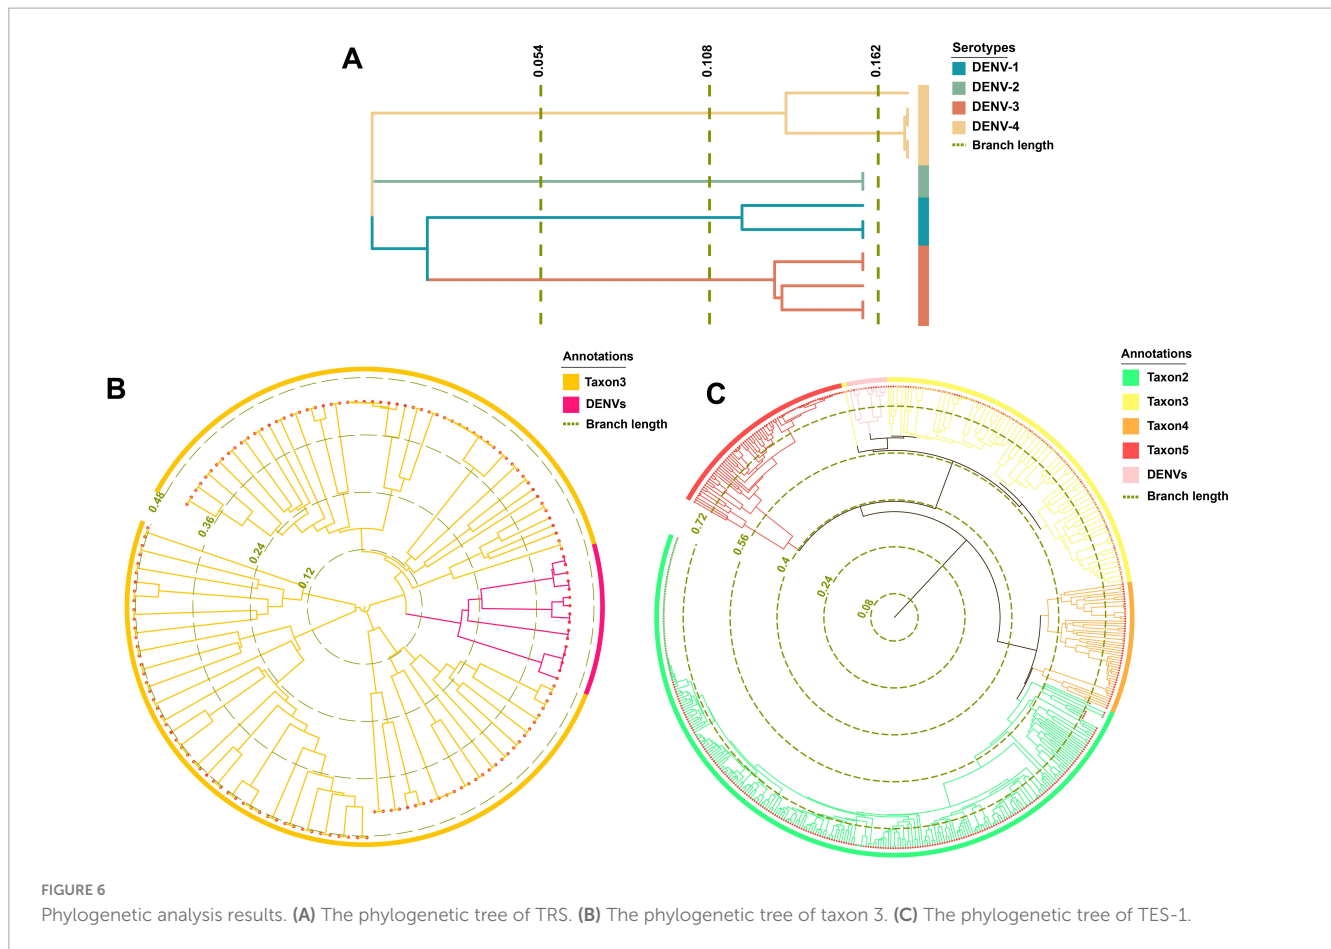 A
0.054
0.108
0.162
Serotypes
DENV-1
DENV-2
DENV-3
DENV-4
Branch length
B
0.48
0.36
0.24
0.12
Annotations
Taxon3
DENVs
Branch length
C
0.72
0.56
0.4
0.24
0.08
Annotations
Taxon2
Taxon3
Taxon4
Taxon5
DENVs
Branch length
FIGURE 6
Phylogenetic analysis results. (A) The phylogenetic tree of TRS. (B) The phylogenetic tree of taxon 3. (C) The phylogenetic tree of TES-1.